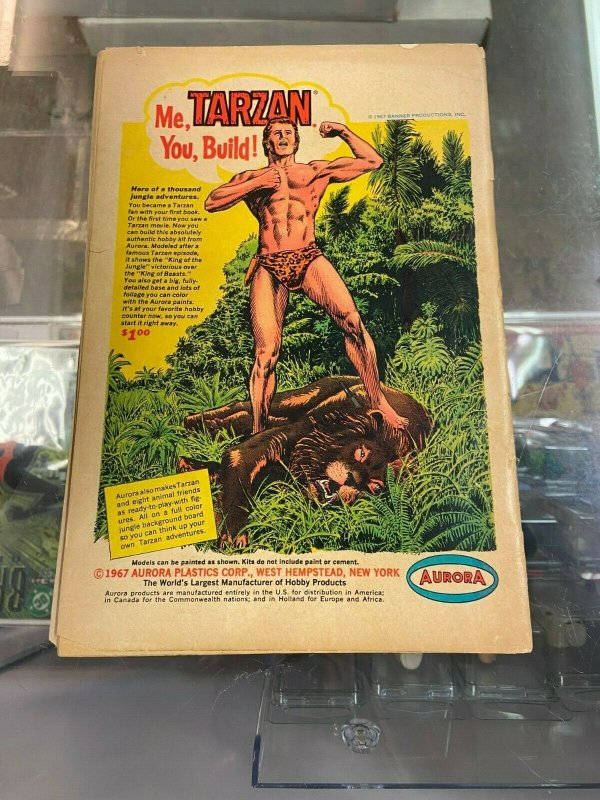 Me, TARZAN®.
You, Build!
© 1967 BANNER PRODUCTIONS, INC.
Hero of a thousand
jungle adventures.
You became a Tarzan
fan with your first book.
Or the first time you saw a
Tarzan movie. Now you
can build this absolutely
authentic hobby kit from
Aurora. Modeled after a
famous Tarzan episode,
it shows the "King of the
Jungle" victorious over
the "King of Beasts."
You also get a big, fully-
detailed base and lots of
foliage you can color
with the Aurora paints.
It's at your favorite hobby
counter now, so you can
start it right away.
$1.00
Aurora also makes Tarzan
and eight animal friends
as ready-to-play-with fig-
ures. All on a full color
jungle background board
so you can think up your
own Tarzan adventures.
Models can be painted as shown. Kits do not include paint or cement.
© 1967 AURORA PLASTICS CORP., WEST HEMPSTEAD, NEW YORK
The World's Largest Manufacturer of Hobby Products
Aurora products are manufactured entirely in the U.S. for distribution in America;
in Canada for the Commonwealth nations; and in Holland for Europe and Africa.
AURORA